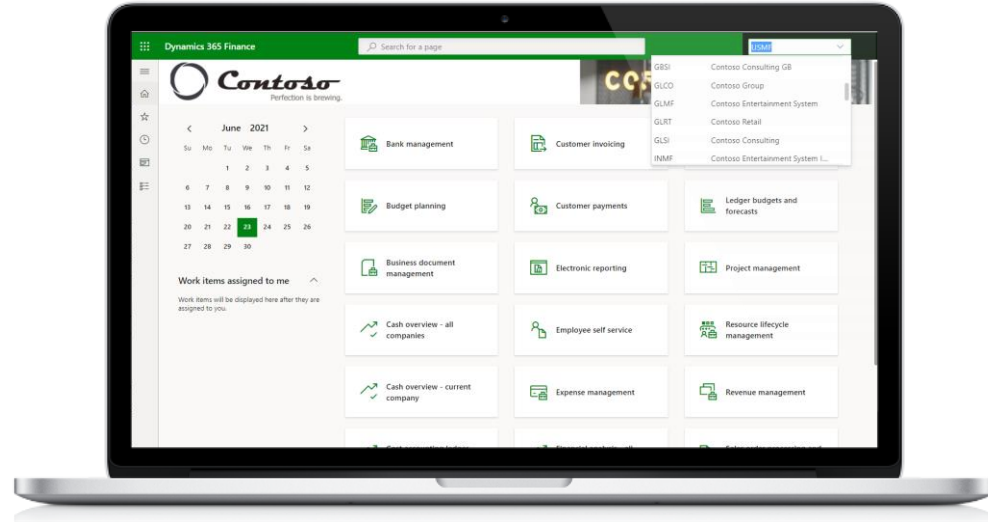 Dynamics 365 Finance
Search for a page
USMF
GBSI Contoso Consulting GB
GLCO Contoso Group
GLMF Contoso Entertainment System
GLRT Contoso Retail
GLSI Contoso Consulting
INMF Contoso Entertainment System I...
Contoso
Perfection is brewing.
June 2021
Su Mo Tu We Th Fr Sa
1 2 3 4 5
6 7 8 9 10 11 12
13 14 15 16 17 18 19
20 21 22 23 24 25 26
27 28 29 30
Work items assigned to me
Work items will be displayed here after they are
assigned to you.
Bank management
Customer invoicing
Budget planning
Customer payments
Ledger budgets and
forecasts
Business document
management
Electronic reporting
Project management
Cash overview - all
companies
Employee self service
Resource lifecycle
management
Cash overview - current
company
Expense management
Revenue management